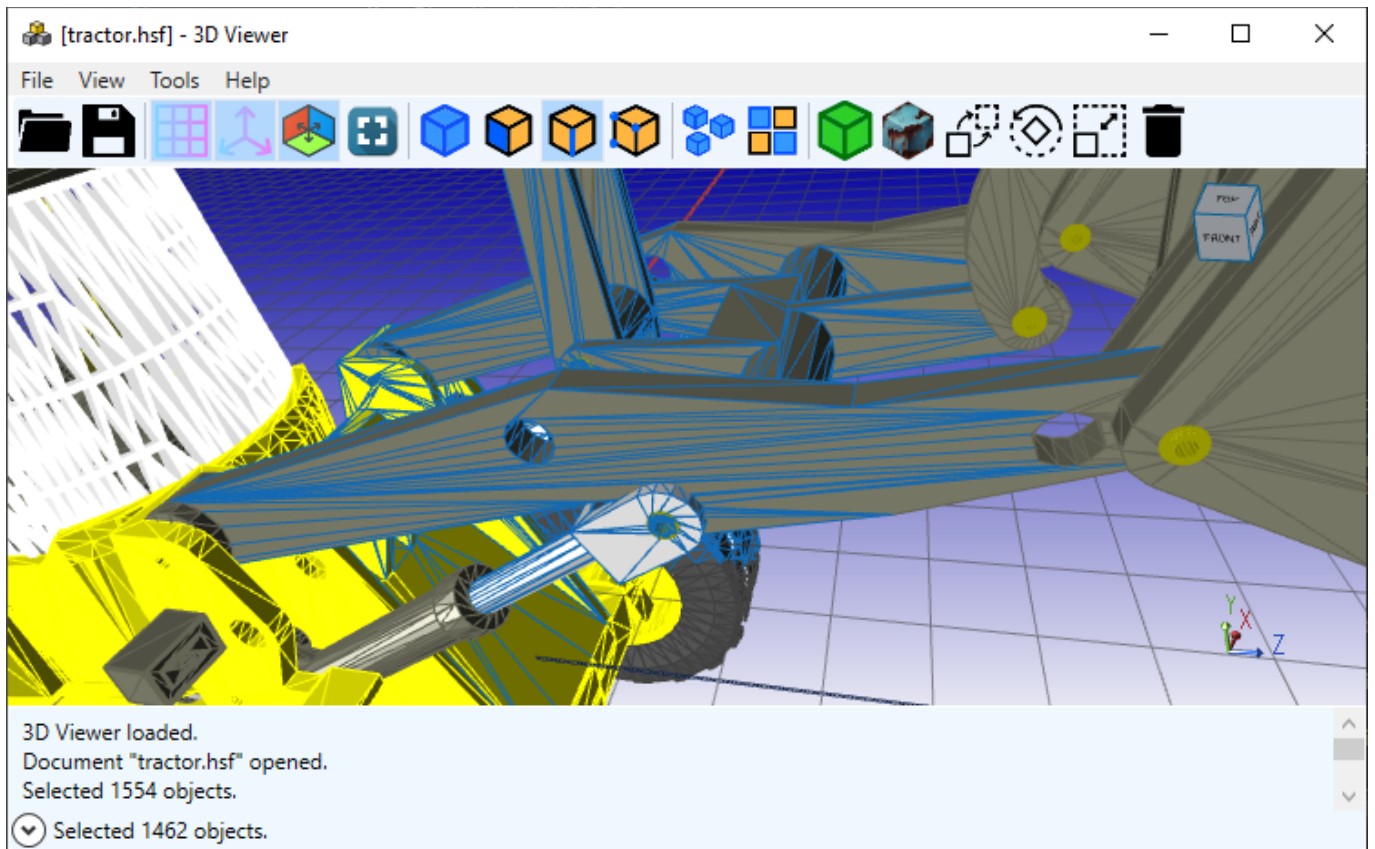 [tractor.hsf] - 3D Viewer
File View Tools Help
TOP
FRONT
Y
X
Z
3D Viewer loaded.
Document "tractor.hsf" opened.
Selected 1554 objects.
Selected 1462 objects.